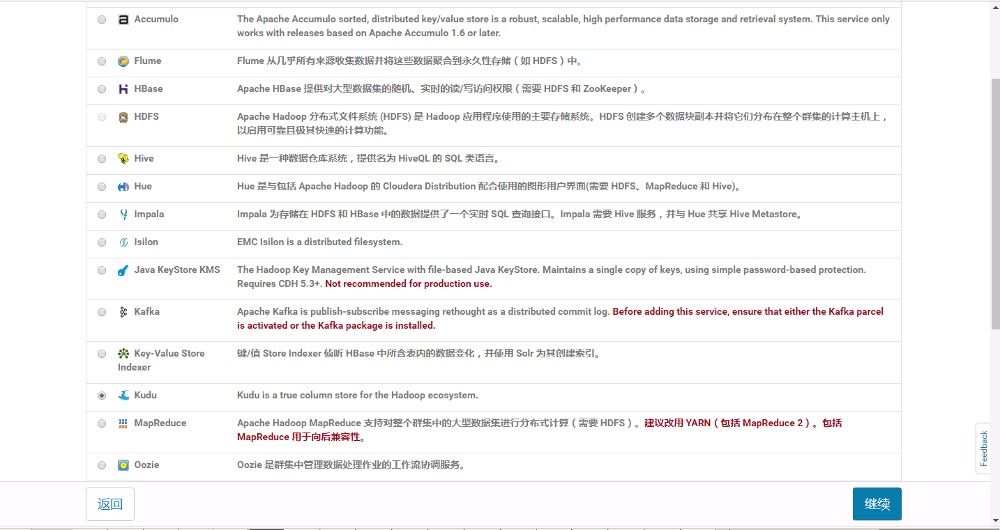 Accumulo
The Apache Accumulo sorted, distributed key/value store is a robust, scalable, high performance data storage and retrieval system. This service only
works with releases based on Apache Accumulo 1.6 or later.
Flume
Flume 从几乎所有来源收集数据并将这些数据聚合到永久性存储（如 HDFS）中。
HBase
Apache HBase 提供对大型数据集的随机、实时的读/写访问权限（需要 HDFS 和 ZooKeeper）。
HDFS
Apache Hadoop 分布式文件系统 (HDFS) 是 Hadoop 应用程序使用的主要存储系统。HDFS 创建多个数据块副本并将它们分布在整个群集的计算主机上，
以启用可靠且极其快速的计算功能。
Hive
Hive 是一种数据仓库系统，提供名为 HiveQL 的 SQL 类语言。
Hue
Hue 是与包括 Apache Hadoop 的 Cloudera Distribution 配合使用的图形用户界面(需要 HDFS、MapReduce 和 Hive)。
Impala
Impala 为存储在 HDFS 和 HBase 中的数据提供了一个实时 SQL 查询接口。Impala 需要 Hive 服务，并与 Hue 共享 Hive Metastore。
Isilon
EMC Isilon is a distributed filesystem.
Java KeyStore KMS
The Hadoop Key Management Service with file-based Java KeyStore. Maintains a single copy of keys, using simple password-based protection.
Requires CDH 5.3+. Not recommended for production use.
Kafka
Apache Kafka is publish-subscribe messaging rethought as a distributed commit log. Before adding this service, ensure that either the Kafka parcel
is activated or the Kafka package is installed.
Key-Value Store
Indexer
键/值 Store Indexer 侦听 HBase 中所含表内的数据变化，并使用 Solr 为其创建索引。
Kudu
Kudu is a true column store for the Hadoop ecosystem.
MapReduce
Apache Hadoop MapReduce 支持对整个群集中的大型数据集进行分布式计算（需要 HDFS）。建议改用 YARN（包括 MapReduce 2）。包括
MapReduce 用于向后兼容性。
Oozie
Oozie 是群集中管理数据处理作业的工作流协调服务。
Feedback
返回
继续